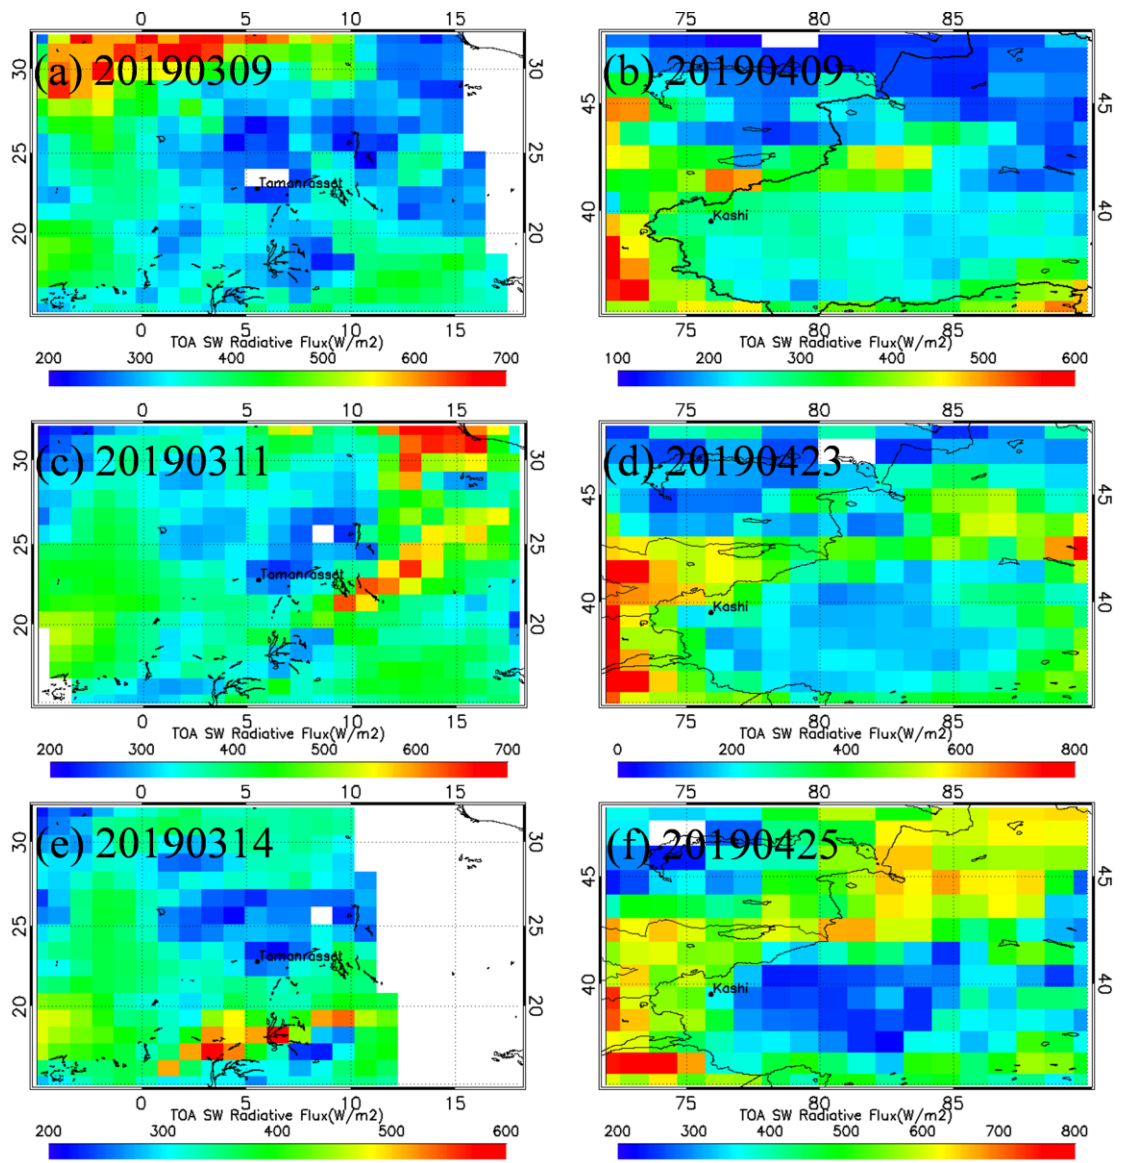 0 5 10 15
75 80 85
(a) 20190309
(b) 20190409
30 25 20
30 25 20
45 40
45 40
Tamanrasset
Kashi
0 5 10 15
75 80 85
TOA SW Radiative Flux(W/m2)
TOA SW Radiative Flux(W/m2)
200 300 400 500 600 700
100 200 300 400 500 600
0 5 10 15
75 80 85
(c) 20190311
(d) 20190423
30 25 20
30 25 20
45 40
45 40
Tamanrasset
Kashi
0 5 10 15
75 80 85
TOA SW Radiative Flux(W/m2)
TOA SW Radiative Flux(W/m2)
200 300 400 500 600 700
0 200 400 600 800
0 5 10 15
75 80 85
(e) 20190314
(f) 20190425
30 25 20
30 25 20
45 40
45 40
Tamanrasset
Kashi
0 5 10 15
75 80 85
TOA SW Radiative Flux(W/m2)
TOA SW Radiative Flux(W/m2)
200 300 400 500 600
200 300 400 500 600 700 800